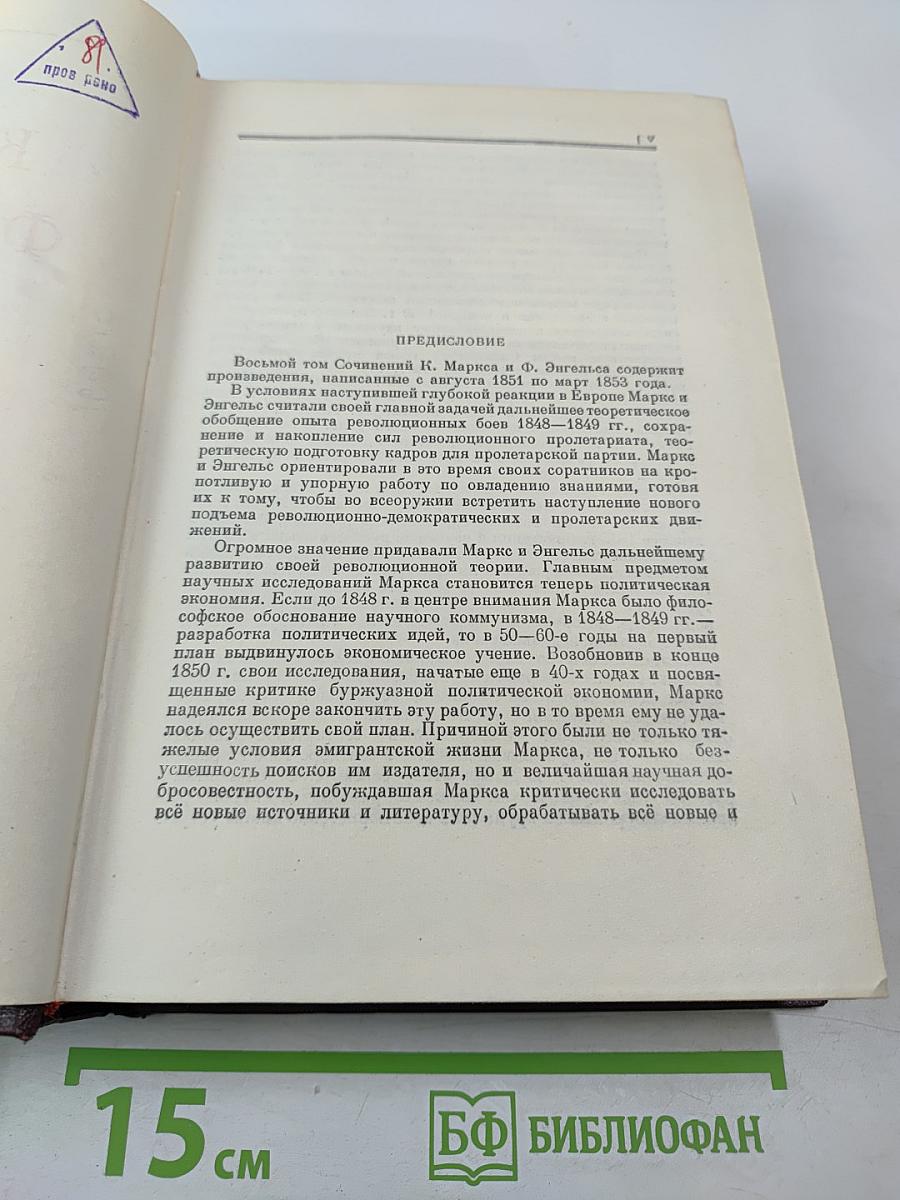 89.
пров рено
ПРЕДИСЛОВИЕ
Восьмой том Сочинений К. Маркса и Ф. Энгельса содержит
произведения, написанные с августа 1851 по март 1853 года.
В условиях наступившей глубокой реакции в Европе Маркс и
Энгельс считали своей главной задачей дальнейшее теоретическое
обобщение опыта революционных боев 1848—1849 гг., сохра-
нение и накопление сил революционного пролетариата, тео-
ретическую подготовку кадров для пролетарской партии. Маркс
и Энгельс ориентировали в это время своих соратников на кро-
потливую и упорную работу по овладению знаниями, готовя
их к тому, чтобы во всеоружии встретить наступление нового
подъема революционно-демократических и пролетарских дви-
жений.
Огромное значение придавали Маркс и Энгельс дальнейшему
развитию своей революционной теории. Главным предметом
научных исследований Маркса становится теперь политическая
экономия. Если до 1848 г. в центре внимания Маркса было фило-
софское обоснование научного коммунизма, в 1848—1849 гг.—
разработка политических идей, то в 50—60-е годы на первый
план выдвинулось экономическое учение. Возобновив в конце
1850 г. свои исследования, начатые еще в 40-х годах и посвя-
щенные критике буржуазной политической экономии, Маркс
надеялся вскоре закончить эту работу, но в то время ему не уда-
лось осуществить свой план. Причиной этого были не только тя-
желые условия эмигрантской жизни Маркса, не только без-
успешность поисков им издателя, но и величайшая научная до-
бросовестность, побуждавшая Маркса критически исследовать
всё новые источники и литературу, обрабатывать всё новые и
15 см
БФ БИБЛИОФАН